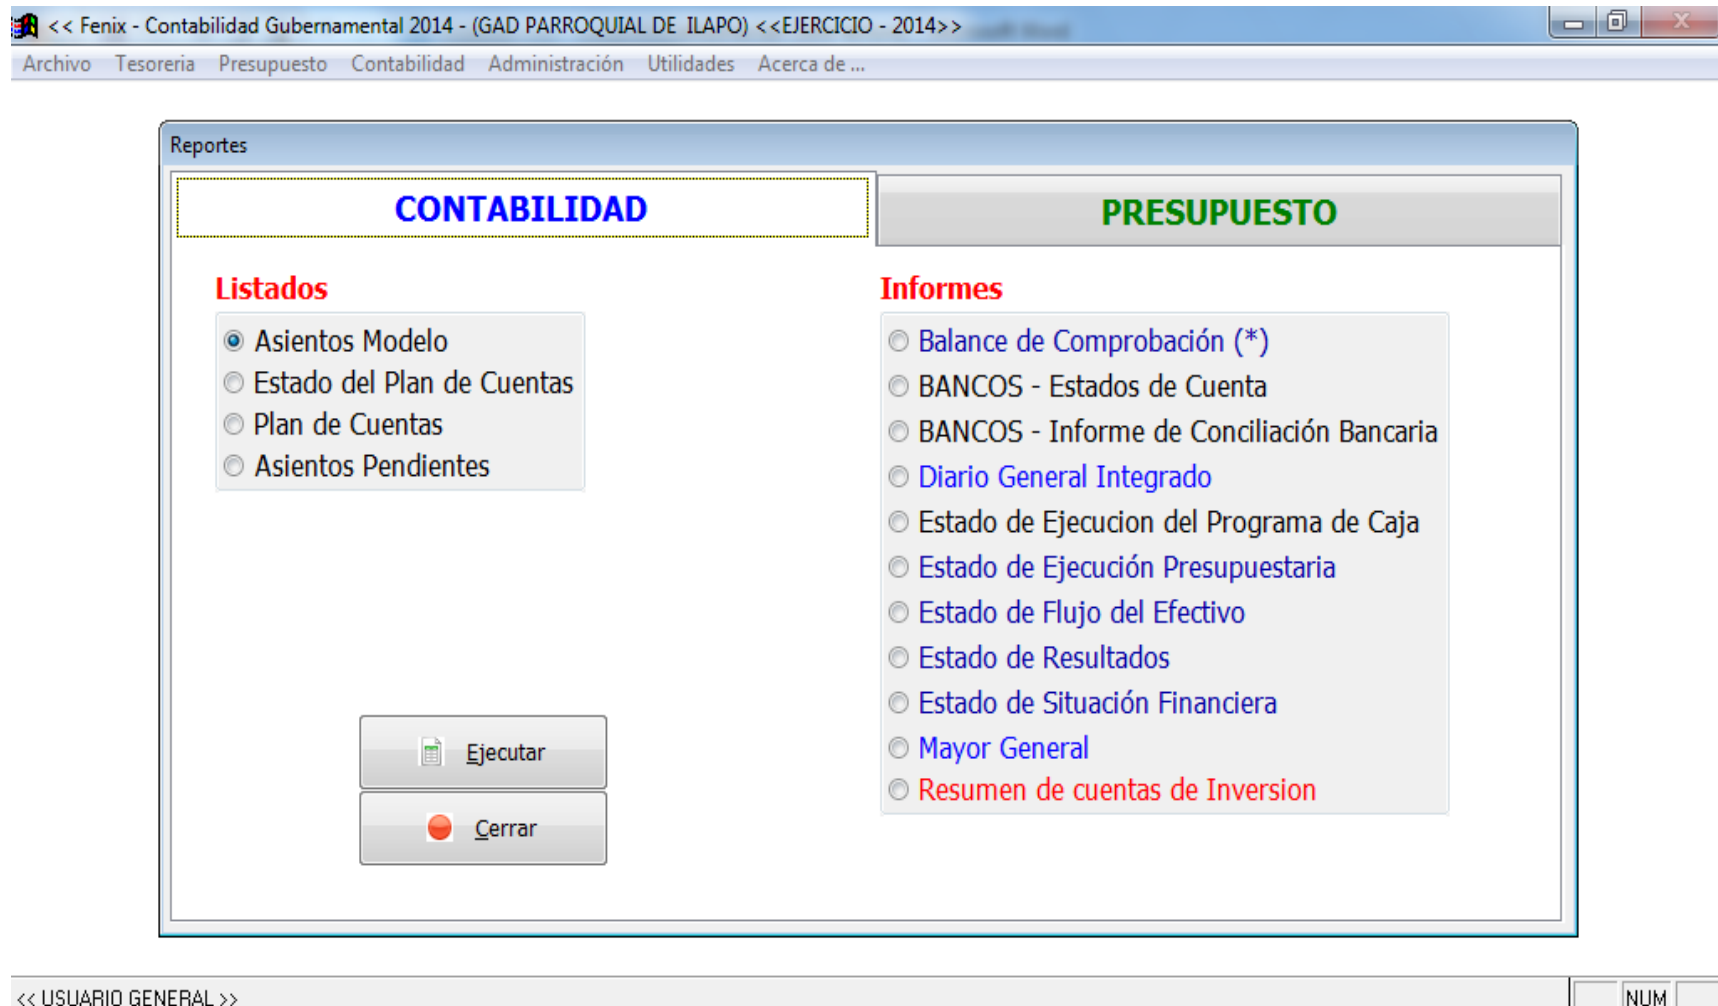 << Fenix - Contabilidad Gubernamental 2014 - (GAD PARROQUIAL DE ILAPO) <<EJERCICIO - 2014>>
Archivo Tesoreria Presupuesto Contabilidad Administración Utilidades Acerca de ...
Reportes
CONTABILIDAD
PRESUPUESTO
Listados
Asientos Modelo
Estado del Plan de Cuentas
Plan de Cuentas
Asientos Pendientes
Ejecutar
Cerrar
Informes
Balance de Comprobación (*)
BANCOS - Estados de Cuenta
BANCOS - Informe de Conciliación Bancaria
Diario General Integrado
Estado de Ejecucion del Programa de Caja
Estado de Ejecución Presupuestaria
Estado de Flujo del Efectivo
Estado de Resultados
Estado de Situación Financiera
Mayor General
Resumen de cuentas de Inversion
<< USUARIO GENERAL >>
NUM